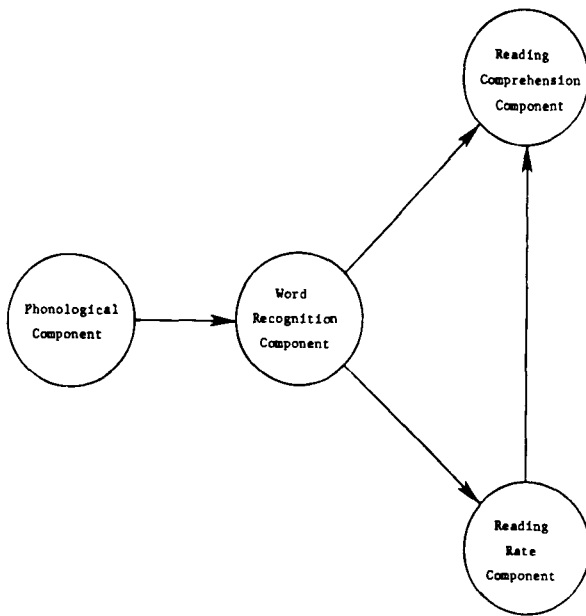 Reading
Comprehension
Component
Phonological
Component
Word
Recognition
Component
Reading
Rate
Component